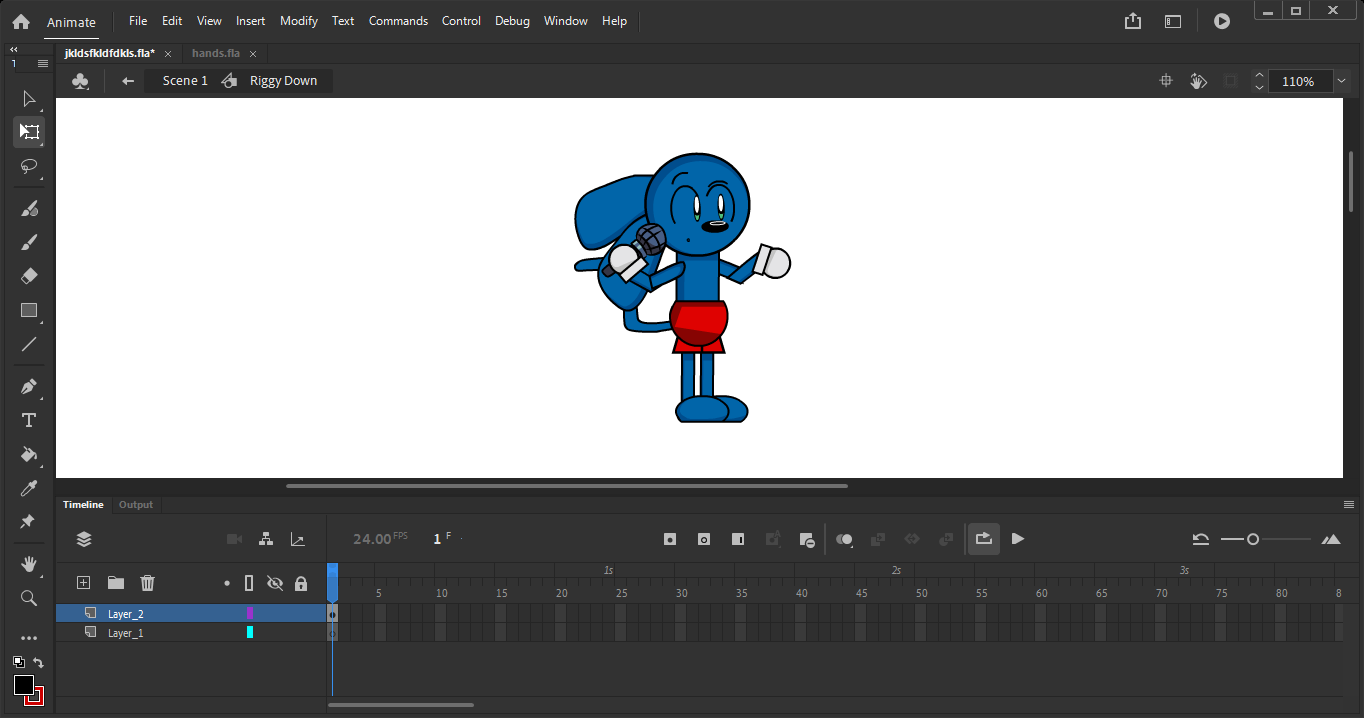 Animate File Edit View Insert Modify Text Commands Control Debug Window Help
jkldsfkldfdkls.fla* × hands.fla ×
Scene 1 Riggy Down 110%
Timeline Output
24.00 FPS 1 F
1s 2s 3s
5 10 15 20 25 30 35 40 45 50 55 60 65 70 75 80 8
Layer_2
Layer_1